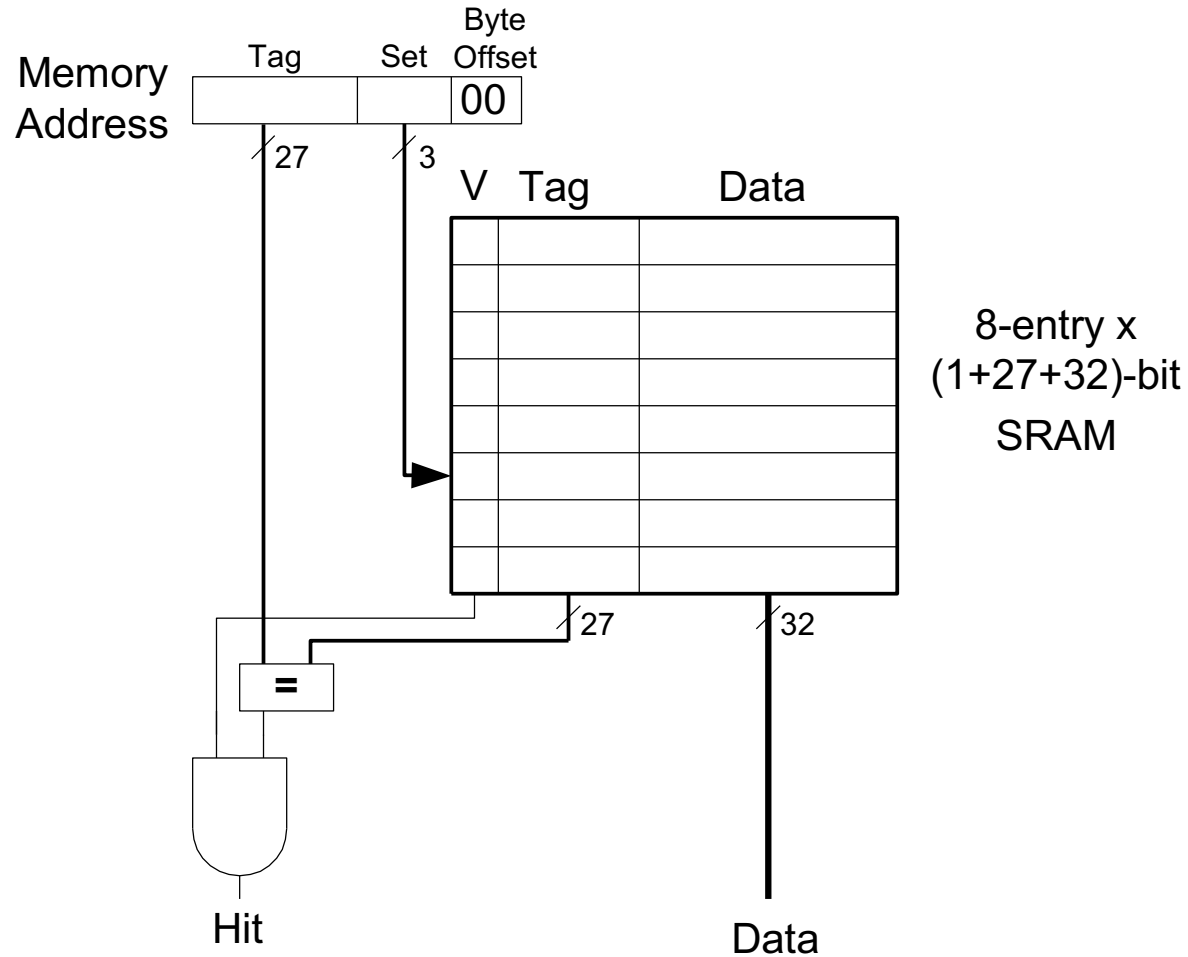 Byte
Tag Set Offset
Memory
Address
00
27 3
V Tag Data
8-entry x
(1+27+32)-bit
SRAM
27 32
=
Hit
Data